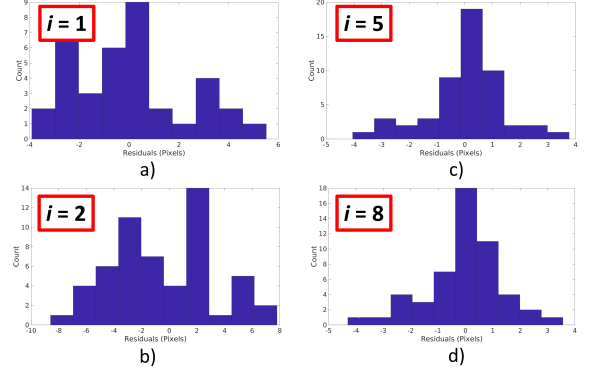 i = 1
9
8
7
6
5
4
3
2
1
0
Count
-4 -2 0 2 4 6
Residuals (Pixels)
a)
i = 5
20
15
10
5
0
Count
-5 -4 -3 -2 -1 0 1 2 3 4
Residuals (Pixels)
c)
i = 2
14
12
10
8
6
4
2
0
Count
-10 -8 -6 -4 -2 0 2 4 6 8
Residuals (Pixels)
b)
i = 8
18
16
14
12
10
8
6
4
2
0
Count
-5 -4 -3 -2 -1 0 1 2 3 4
Residuals (Pixels)
d)